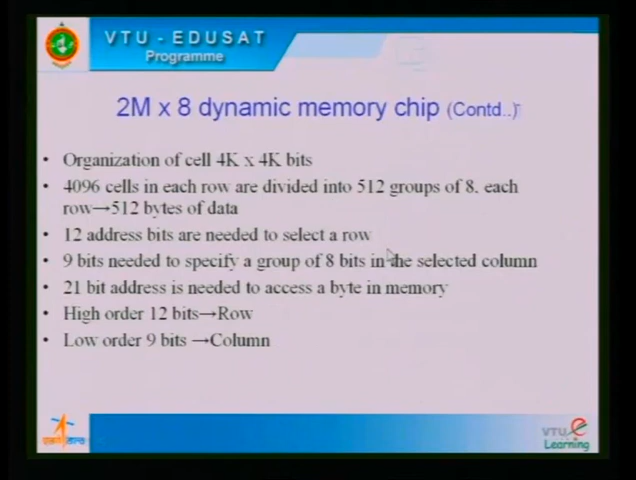 VTU - EDUSAT
Programme
2M x 8 dynamic memory chip (Contd..)
• Organization of cell 4K x 4K bits
• 4096 cells in each row are divided into 512 groups of 8, each
row→512 bytes of data
• 12 address bits are needed to select a row
• 9 bits needed to specify a group of 8 bits in the selected column
• 21 bit address is needed to access a byte in memory
• High order 12 bits→Row
• Low order 9 bits →Column
VTU e
Learning